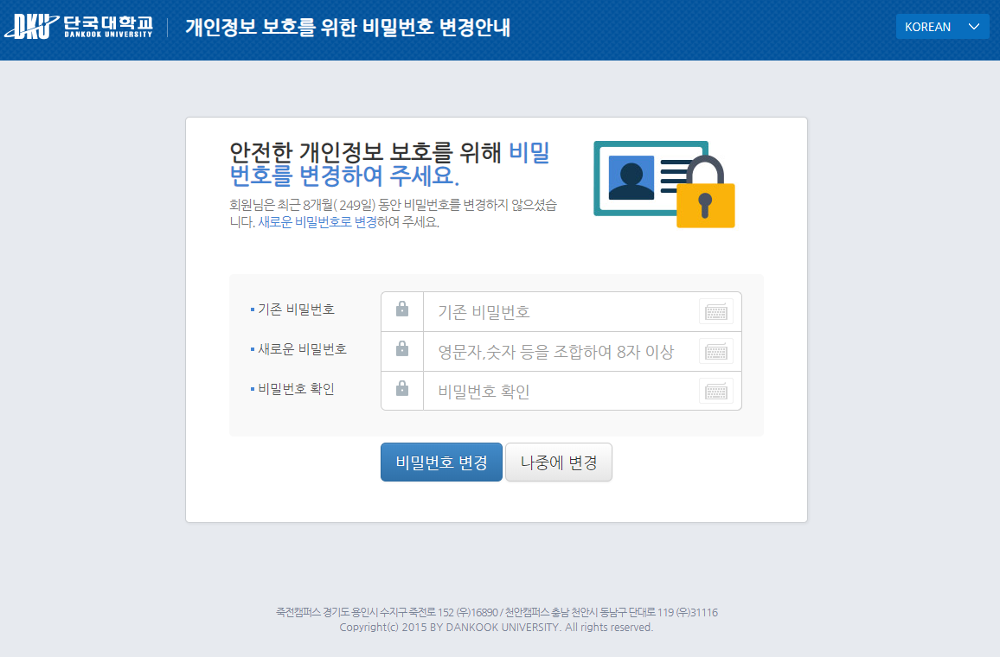 DKU 단국대학교
DANKOOK UNIVERSITY
개인정보 보호를 위한 비밀번호 변경안내
KOREAN
안전한 개인정보 보호를 위해 비밀
번호를 변경하여 주세요.
회원님은 최근 8개월( 249일) 동안 비밀번호를 변경하지 않으셨습
니다. 새로운 비밀번호로 변경하여 주세요.
기존 비밀번호
기존 비밀번호
새로운 비밀번호
영문자,숫자 등을 조합하여 8자 이상
비밀번호 확인
비밀번호 확인
비밀번호 변경
나중에 변경
죽전캠퍼스 경기도 용인시 수지구 죽전로 152 (우)16890 / 천안캠퍼스 충남 천안시 동남구 단대로 119 (우)31116
Copyright(c) 2015 BY DANKOOK UNIVERSITY. All rights reserved.